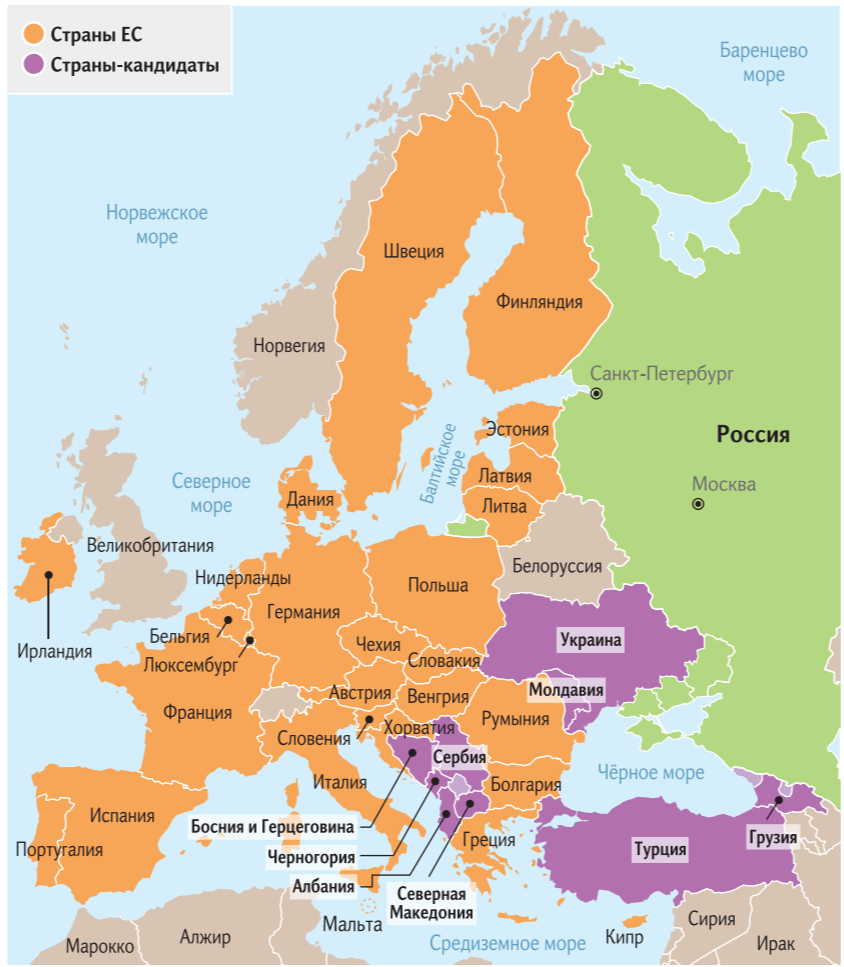 Страны ЕС
Страны-кандидаты
Баренцево
море
Норвежское
море
Швеция
Финляндия
Норвегия
Санкт-Петербург
Эстония
Россия
Балтийское
море
Латвия
Северное
море
Москва
Дания
Литва
Великобритания
Белоруссия
Нидерланды
Польша
Германия
Ирландия
Бельгия
Украина
Чехия
Люксембург
Словакия
Молдавия
Австрия
Венгрия
Франция
Румыния
Хорватия
Словения
Сербия
Чёрное море
Италия
Болгария
Испания
Босния и Герцеговина
Грузия
Греция
Португалия
Турция
Черногория
Албания
Северная
Македония
Мальта
Сирия
Алжир
Кипр
Марокко
Средиземное море
Ирак